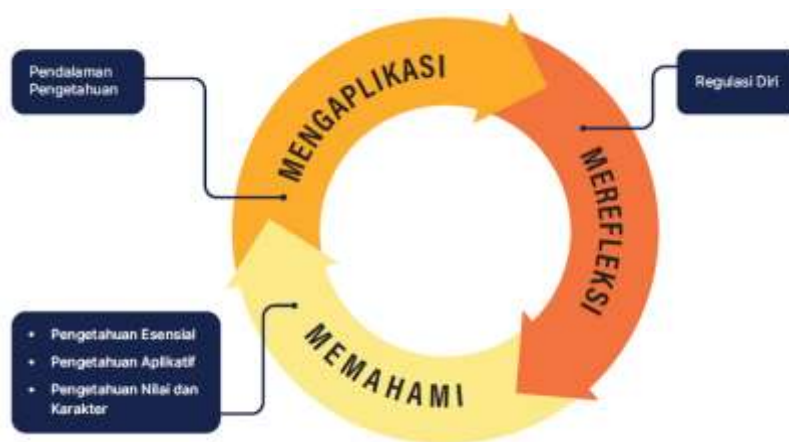 Pendalaman
Pengetahuan
MENGAPLIKASI
Regulasi Diri
MEREFLEKSI
• Pengetahuan Esensial
• Pengetahuan Aplikatif
• Pengetahuan Nilai dan
Karakter
MEMAHAMI